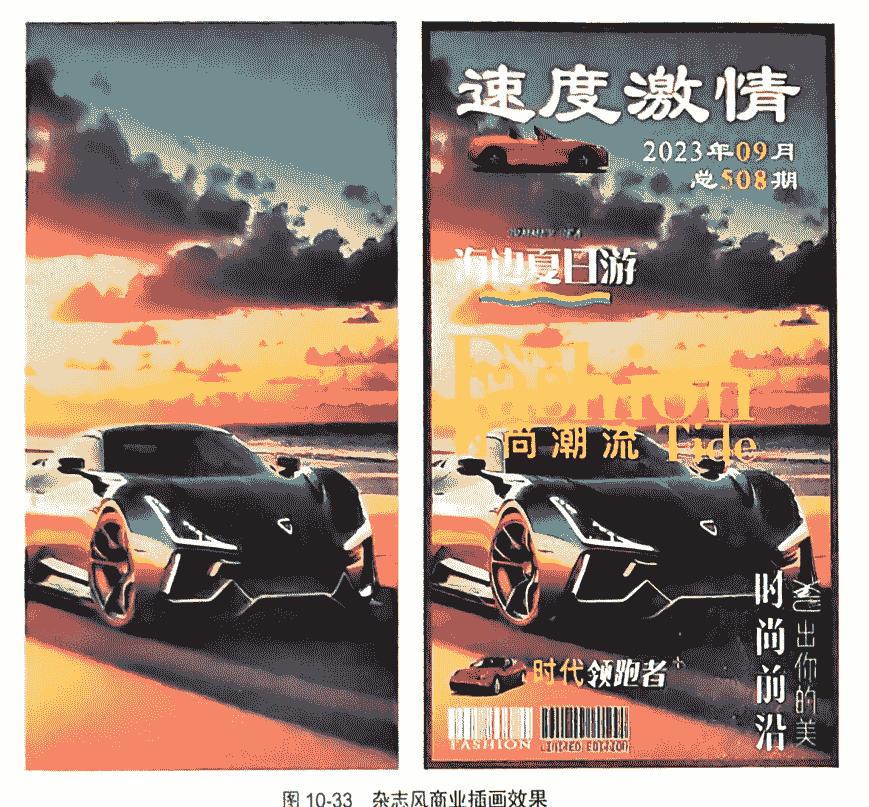 速度激情
2023年09月
总508期
海边夏日游
Fashion
尚潮流 Tide
时尚前沿
出你的美
时代领跑者
FASHION
LIMITED EDITION
图 10-33 杂志风商业插画效果